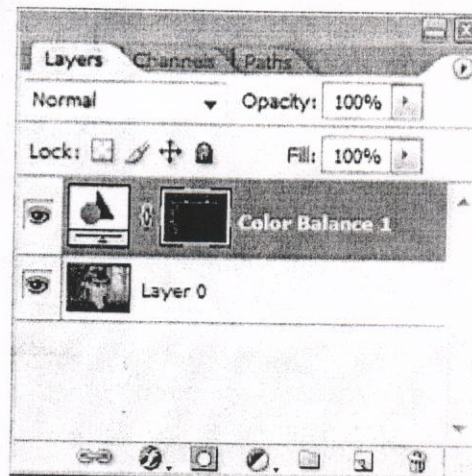 Layers Channels Paths
Normal Opacity: 100%
Lock: Fill: 100%
Color Balance 1
Layer 0